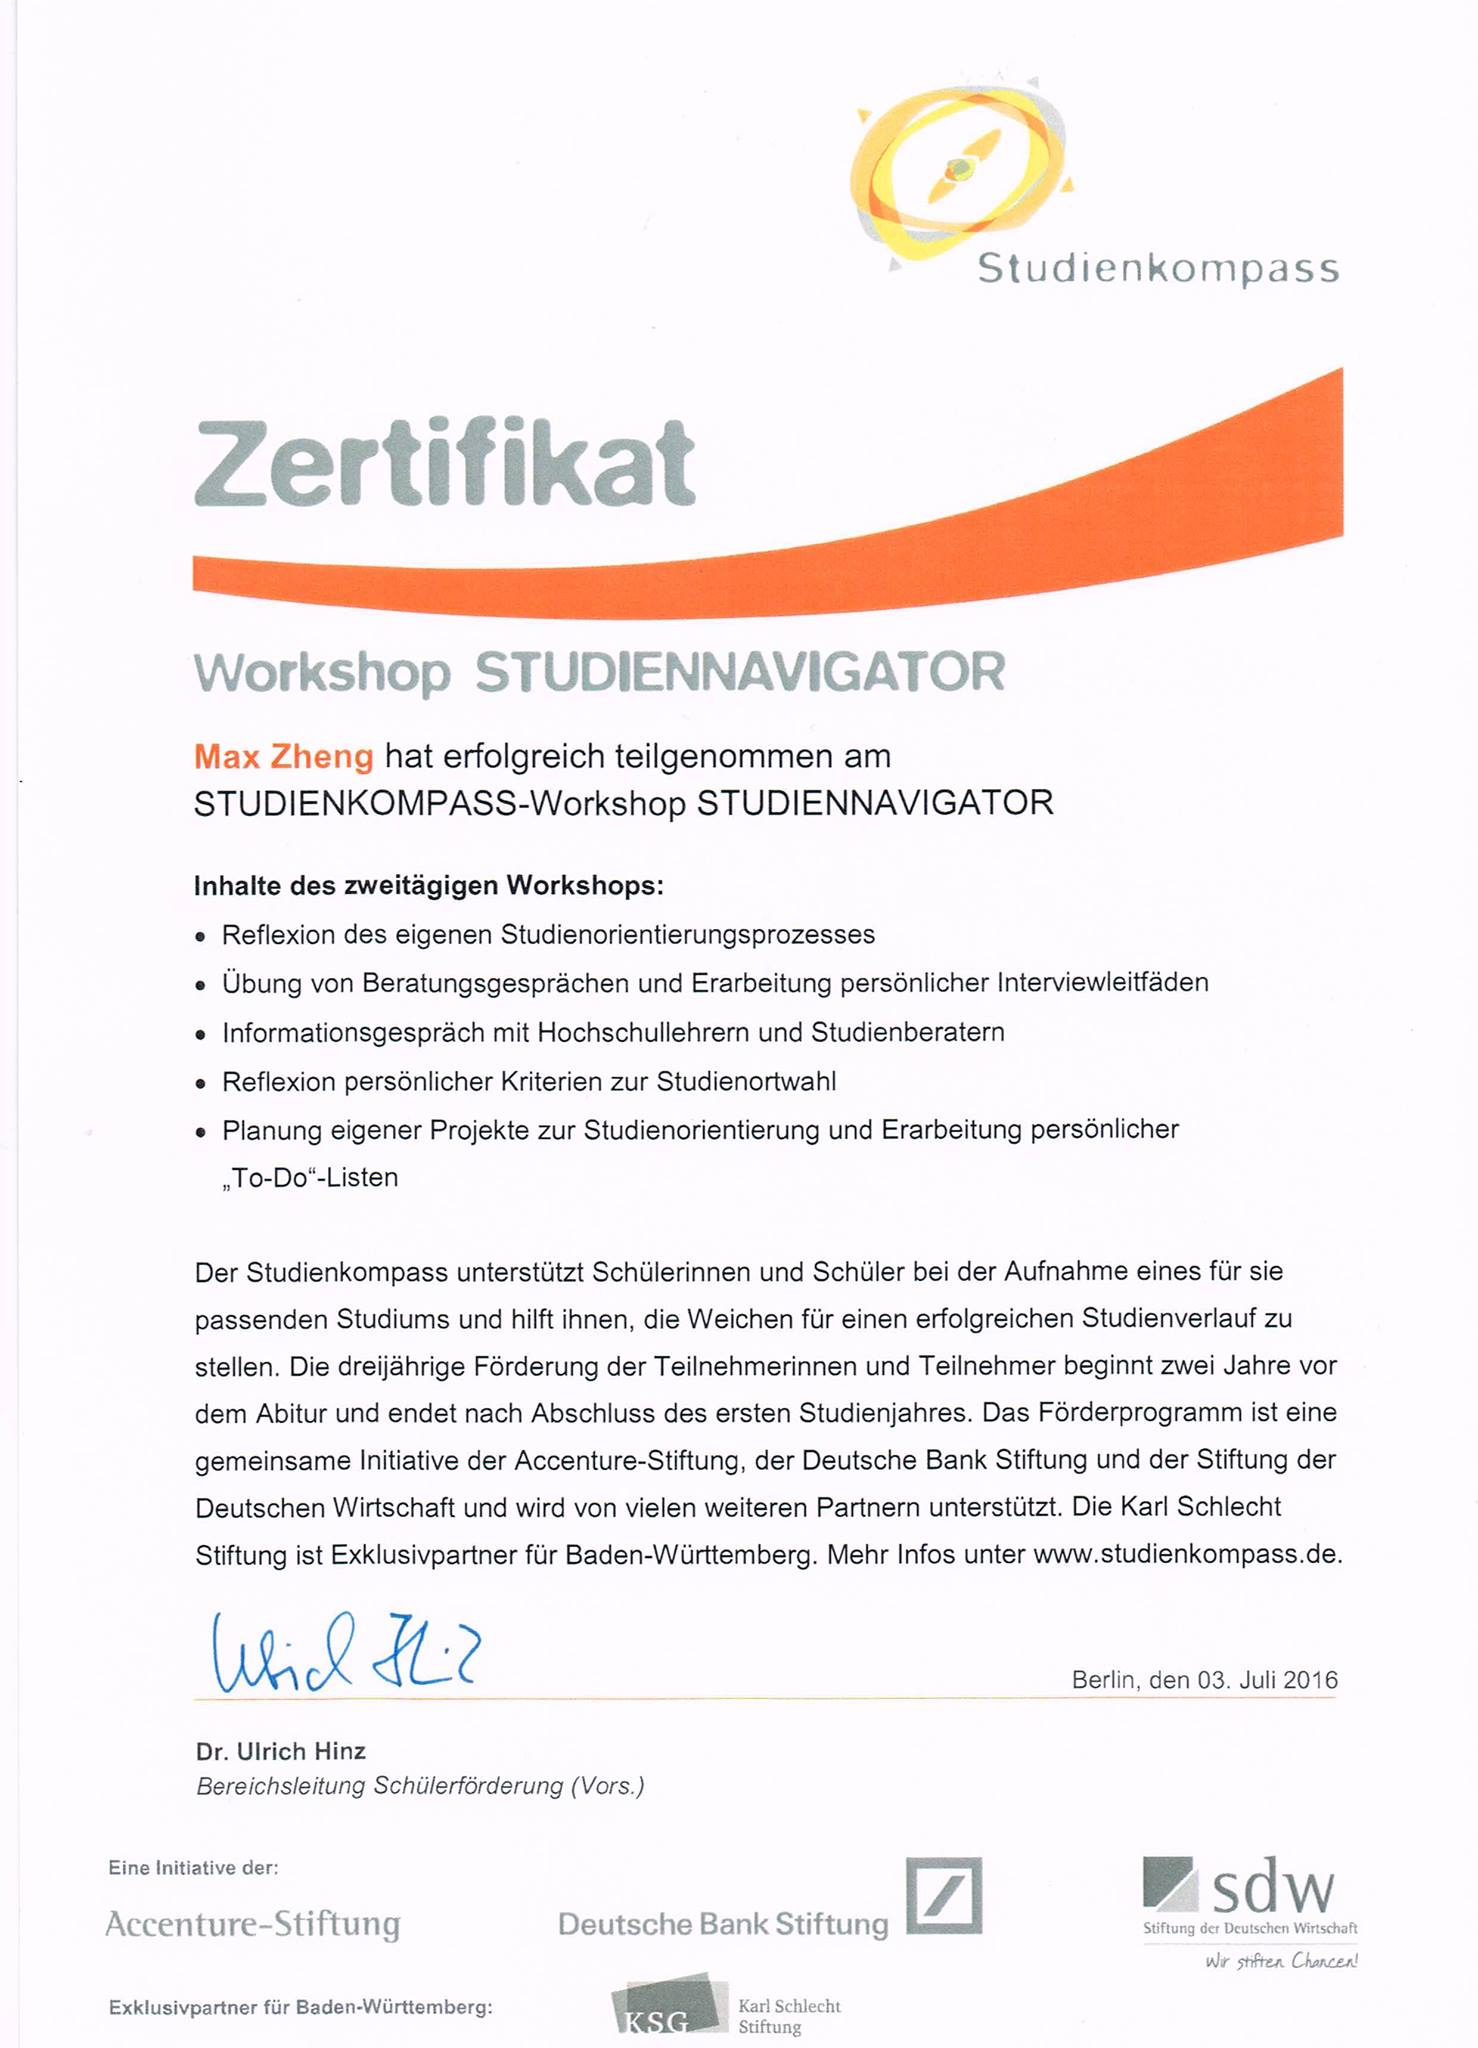 Studienkompass
Zertifikat
Workshop STUDIENNAVIGATOR
Max Zheng hat erfolgreich teilgenommen am
STUDIENKOMPASS-Workshop STUDIENNAVIGATOR
Inhalte des zweitägigen Workshops:
• Reflexion des eigenen Studienorientierungsprozesses
• Übung von Beratungsgesprächen und Erarbeitung persönlicher Interviewleitfäden
• Informationsgespräch mit Hochschullehrern und Studienberatern
• Reflexion persönlicher Kriterien zur Studienortwahl
• Planung eigener Projekte zur Studienorientierung und Erarbeitung persönlicher
„To-Do“-Listen
Der Studienkompass unterstützt Schülerinnen und Schüler bei der Aufnahme eines für sie
passenden Studiums und hilft ihnen, die Weichen für einen erfolgreichen Studienverlauf zu
stellen. Die dreijährige Förderung der Teilnehmerinnen und Teilnehmer beginnt zwei Jahre vor
dem Abitur und endet nach Abschluss des ersten Studienjahres. Das Förderprogramm ist eine
gemeinsame Initiative der Accenture-Stiftung, der Deutsche Bank Stiftung und der Stiftung der
Deutschen Wirtschaft und wird von vielen weiteren Partnern unterstützt. Die Karl Schlecht
Stiftung ist Exklusivpartner für Baden-Württemberg. Mehr Infos unter www.studienkompass.de.
Ulrich Hinz
Berlin, den 03. Juli 2016
Dr. Ulrich Hinz
Bereichsleitung Schülerförderung (Vors.)
Eine Initiative der:
Accenture-Stiftung
Deutsche Bank Stiftung
sdw
Stiftung der Deutschen Wirtschaft
Wir stiften Chancen!
Exklusivpartner für Baden-Württemberg:
KSG
Karl Schlecht
Stiftung